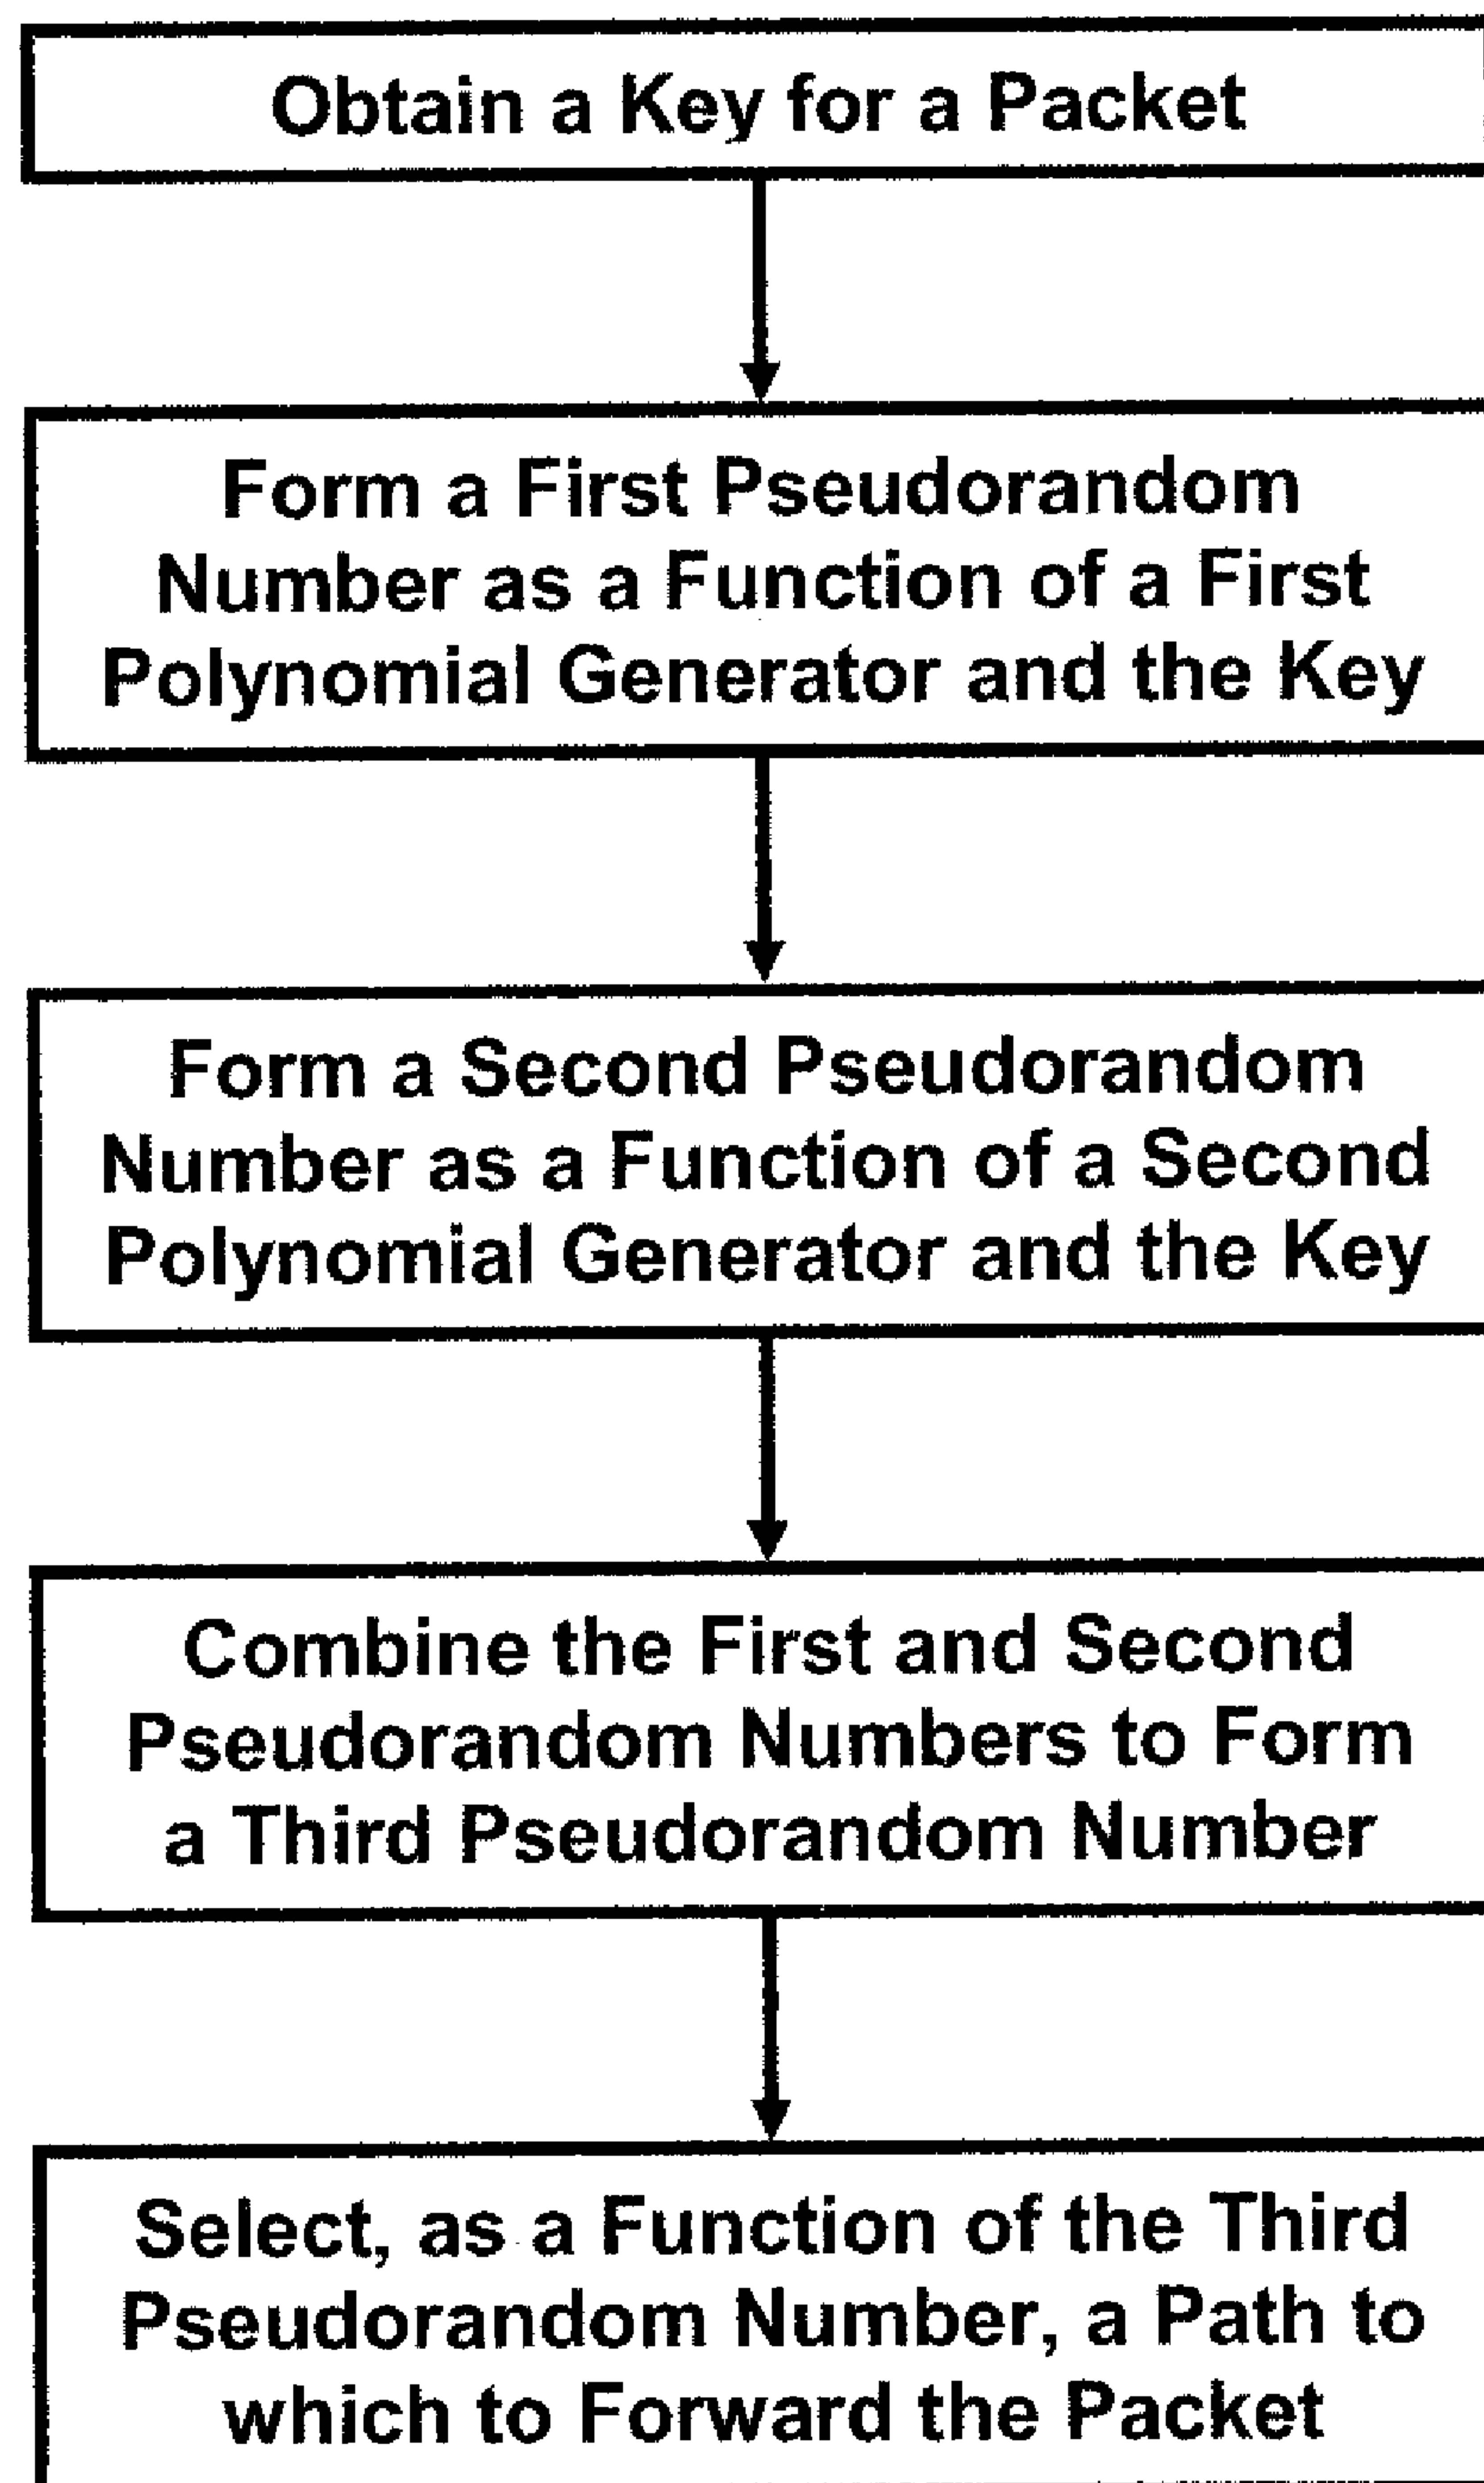 Obtain a Key for a Packet
Form a First Pseudorandom
Number as a Function of a First
Polynomial Generator and the Key
Form a Second Pseudorandom
Number as a Function of a Second
Polynomial Generator and the Key
Combine the First and Second
Pseudorandom Numbers to Form
a Third Pseudorandom Number
Select, as a Function of the Third
Pseudorandom Number, a Path to
which to Forward the Packet